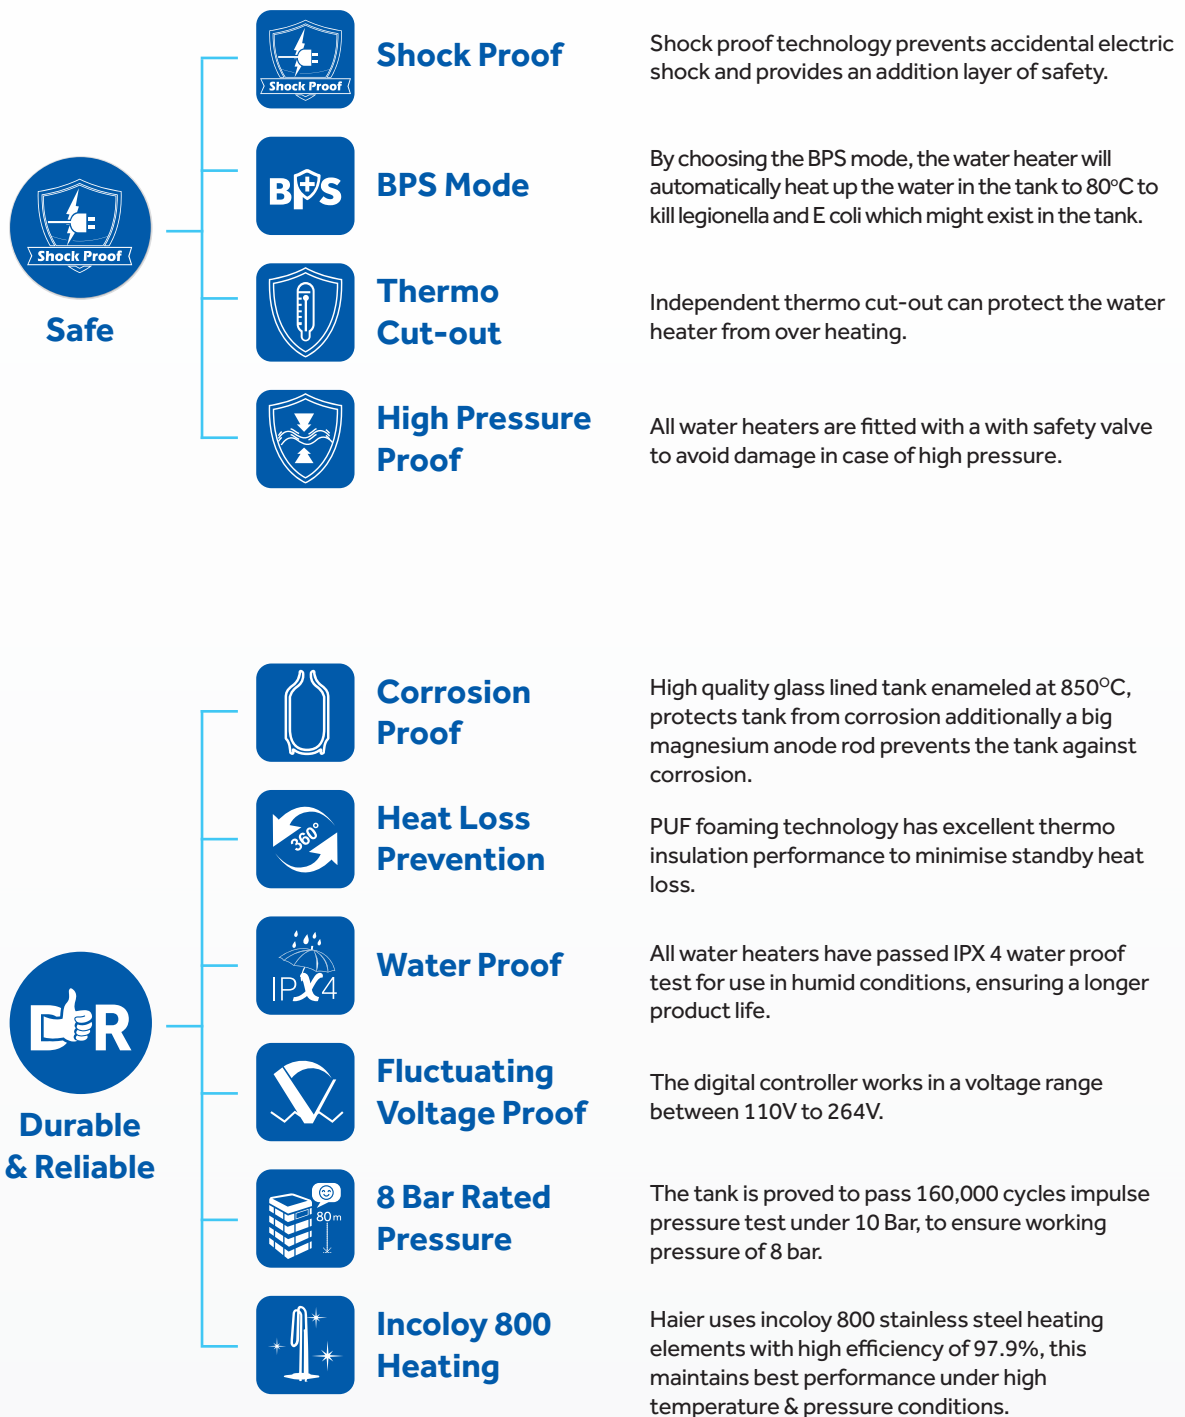 Shock Proof
Safe
Shock Proof
Shock Proof
Shock proof technology prevents accidental electric
shock and provides an addition layer of safety.
BPS
BPS Mode
By choosing the BPS mode, the water heater will
automatically heat up the water in the tank to 80°C to
kill legionella and E coli which might exist in the tank.
Thermo
Cut-out
Independent thermo cut-out can protect the water
heater from over heating.
High Pressure
Proof
All water heaters are fitted with a with safety valve
to avoid damage in case of high pressure.
D R
Durable
& Reliable
Corrosion
Proof
High quality glass lined tank enameled at 850°C,
protects tank from corrosion additionally a big
magnesium anode rod prevents the tank against
corrosion.
360°
Heat Loss
Prevention
PUF foaming technology has excellent thermo
insulation performance to minimise standby heat
loss.
IPX4
Water Proof
All water heaters have passed IPX 4 water proof
test for use in humid conditions, ensuring a longer
product life.
Fluctuating
Voltage Proof
The digital controller works in a voltage range
between 110V to 264V.
80m
8 Bar Rated
Pressure
The tank is proved to pass 160,000 cycles impulse
pressure test under 10 Bar, to ensure working
pressure of 8 bar.
Incoloy 800
Heating
Haier uses incoloy 800 stainless steel heating
elements with high efficiency of 97.9%, this
maintains best performance under high
temperature & pressure conditions.